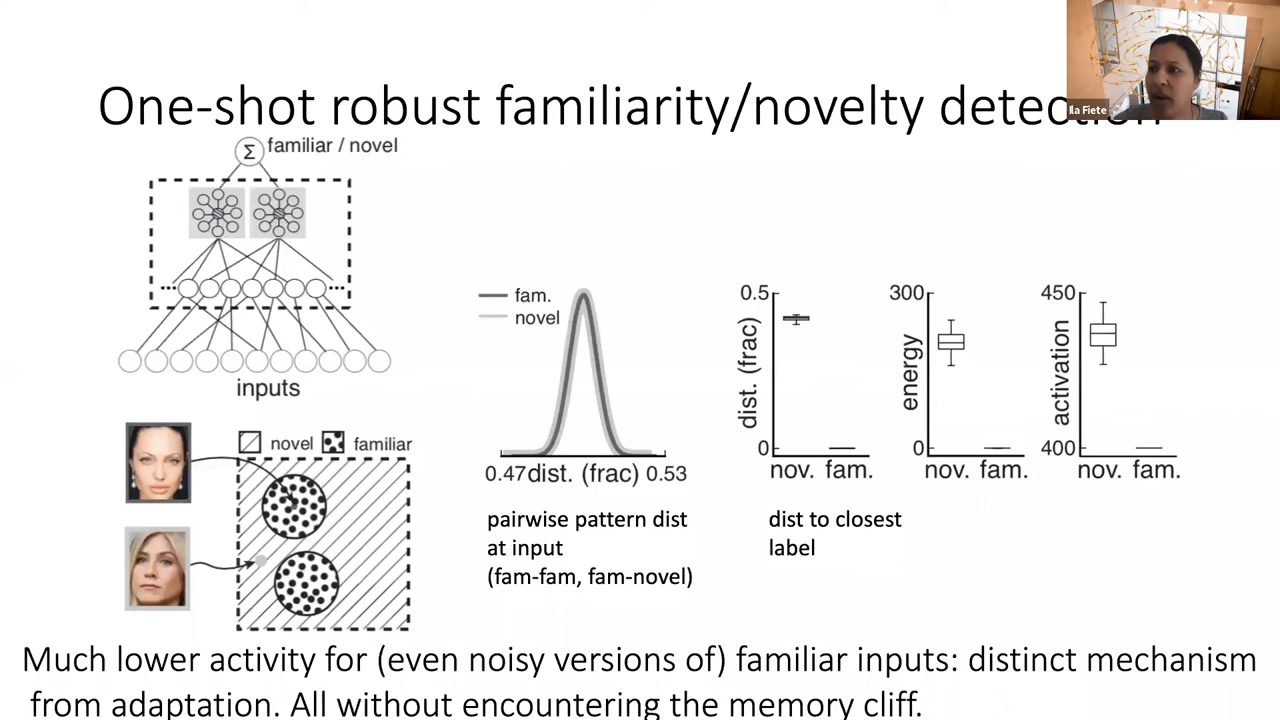 One-shot robust familiarity/novelty detection
Ila Fiete
Σ familiar / novel
inputs
novel familiar
fam.
novel
0.47 dist. (frac) 0.53
pairwise pattern dist
at input
(fam-fam, fam-novel)
0.5
dist. (frac)
0
nov. fam.
dist to closest
label
300
energy
0
nov. fam.
450
activation
400
nov. fam.
Much lower activity for (even noisy versions of) familiar inputs: distinct mechanism
from adaptation. All without encountering the memory cliff.